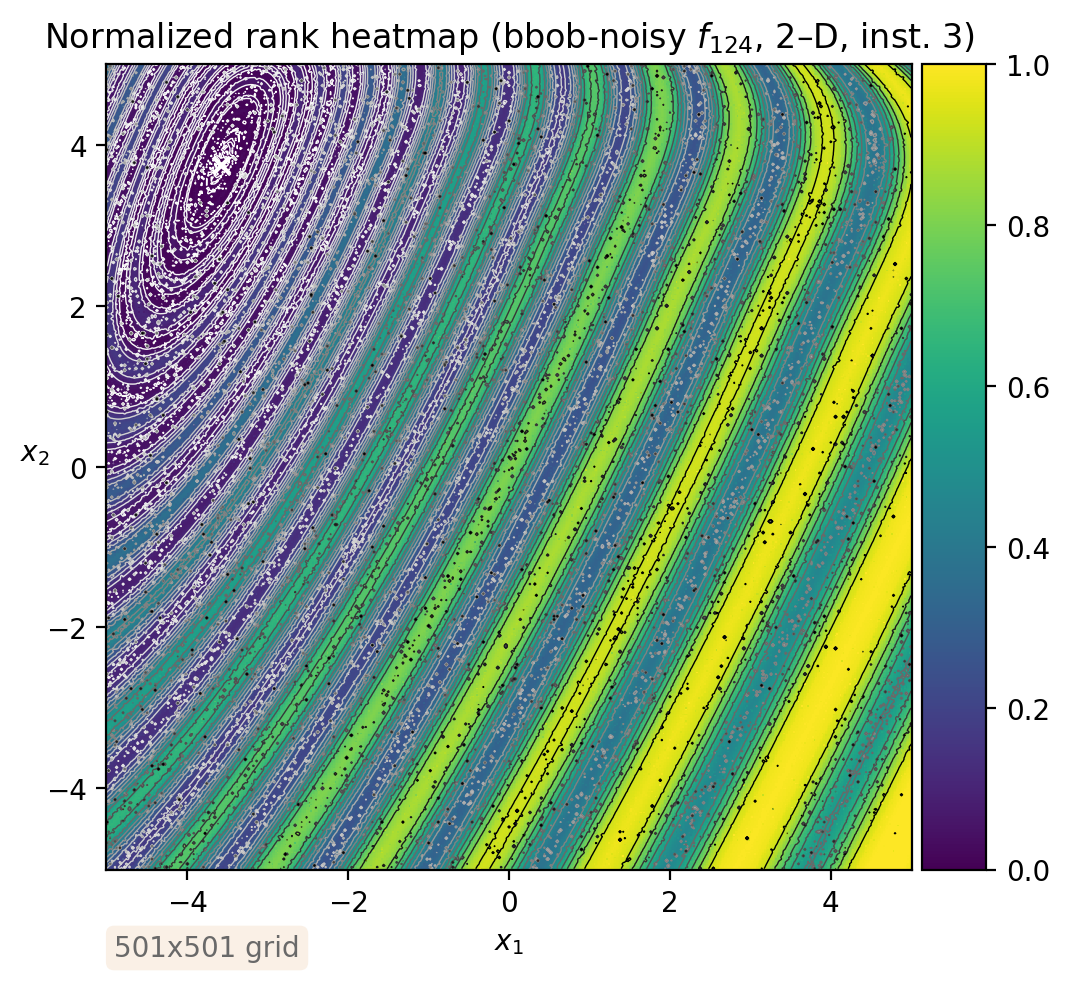 Normalized rank heatmap (bbob-noisy f₁₂₄, 2–D, inst. 3)
1.0
0.8
0.6
0.4
0.2
0.0
4
2
0
−2
−4
x₂
−4 −2 0 2 4
x₁
501x501 grid